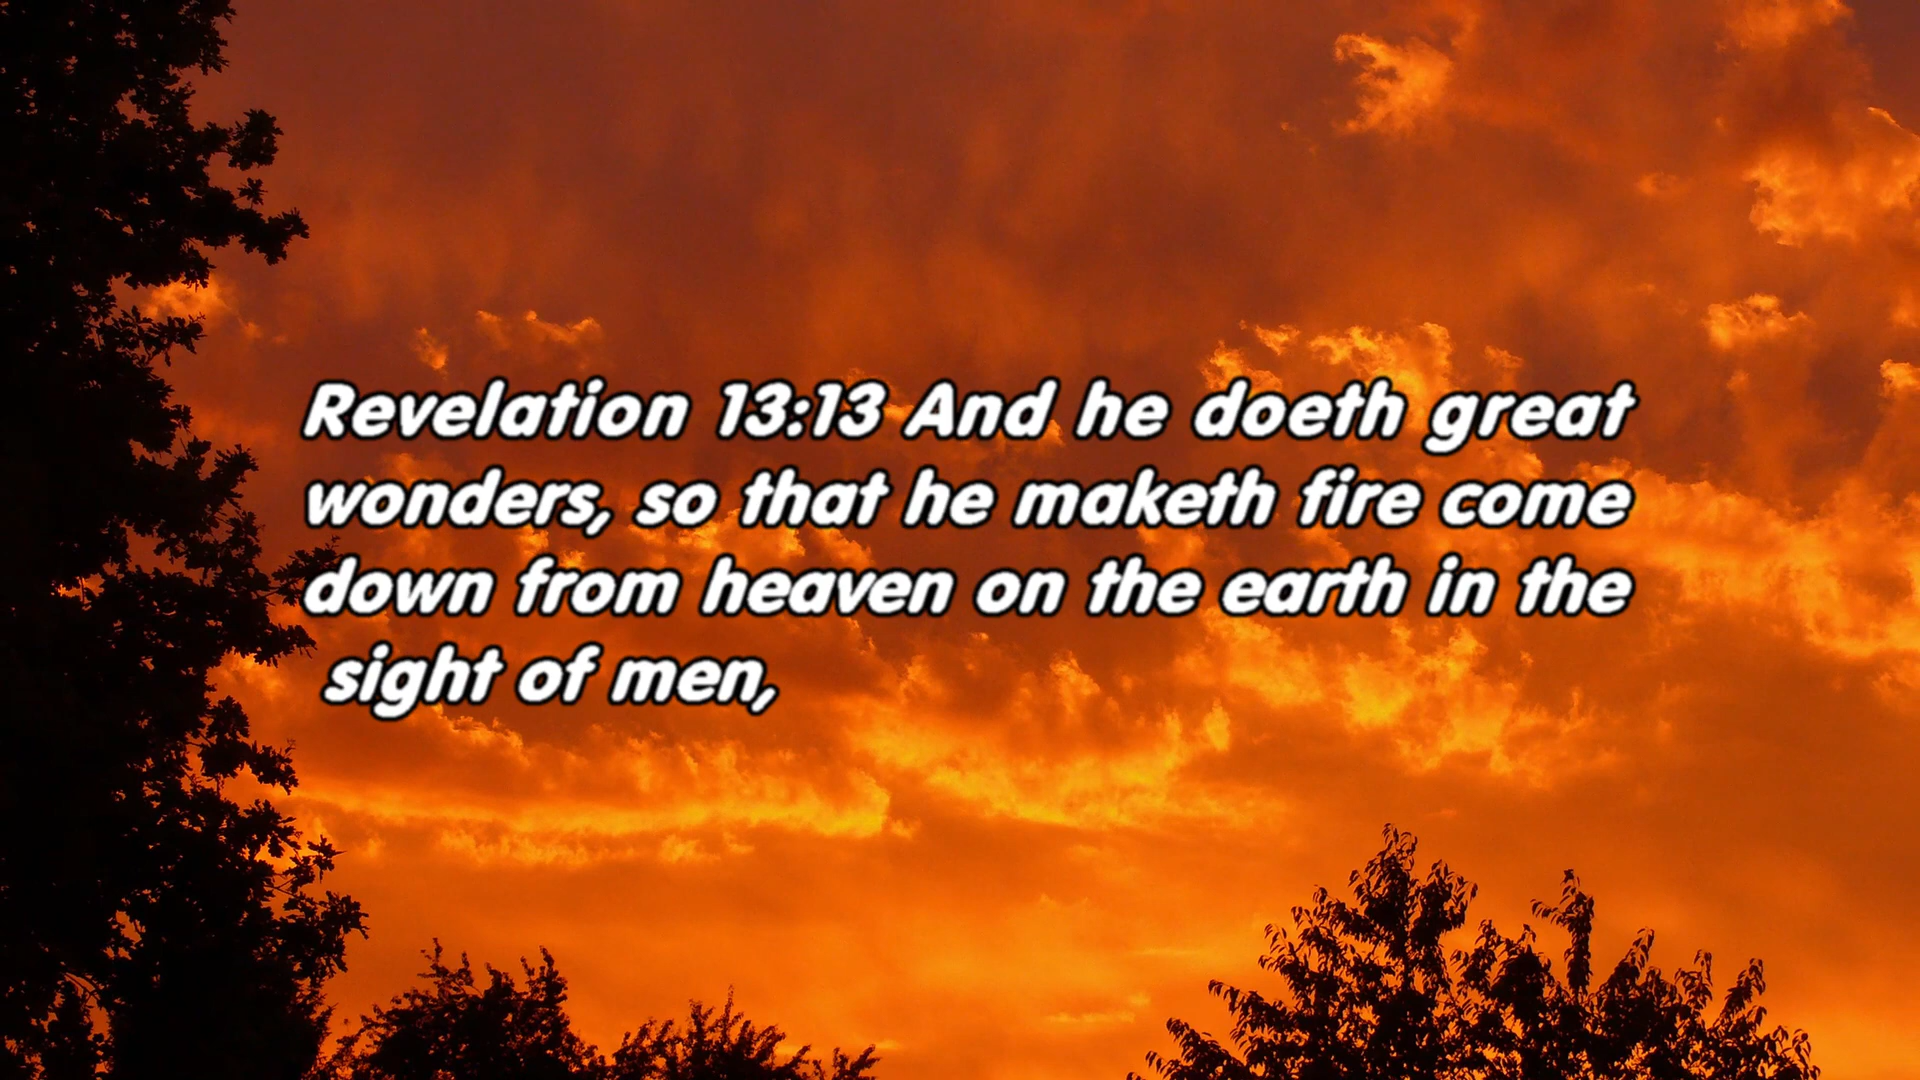 Revelation 13:13 And he doeth great
wonders, so that he maketh fire come
down from heaven on the earth in the
sight of men,